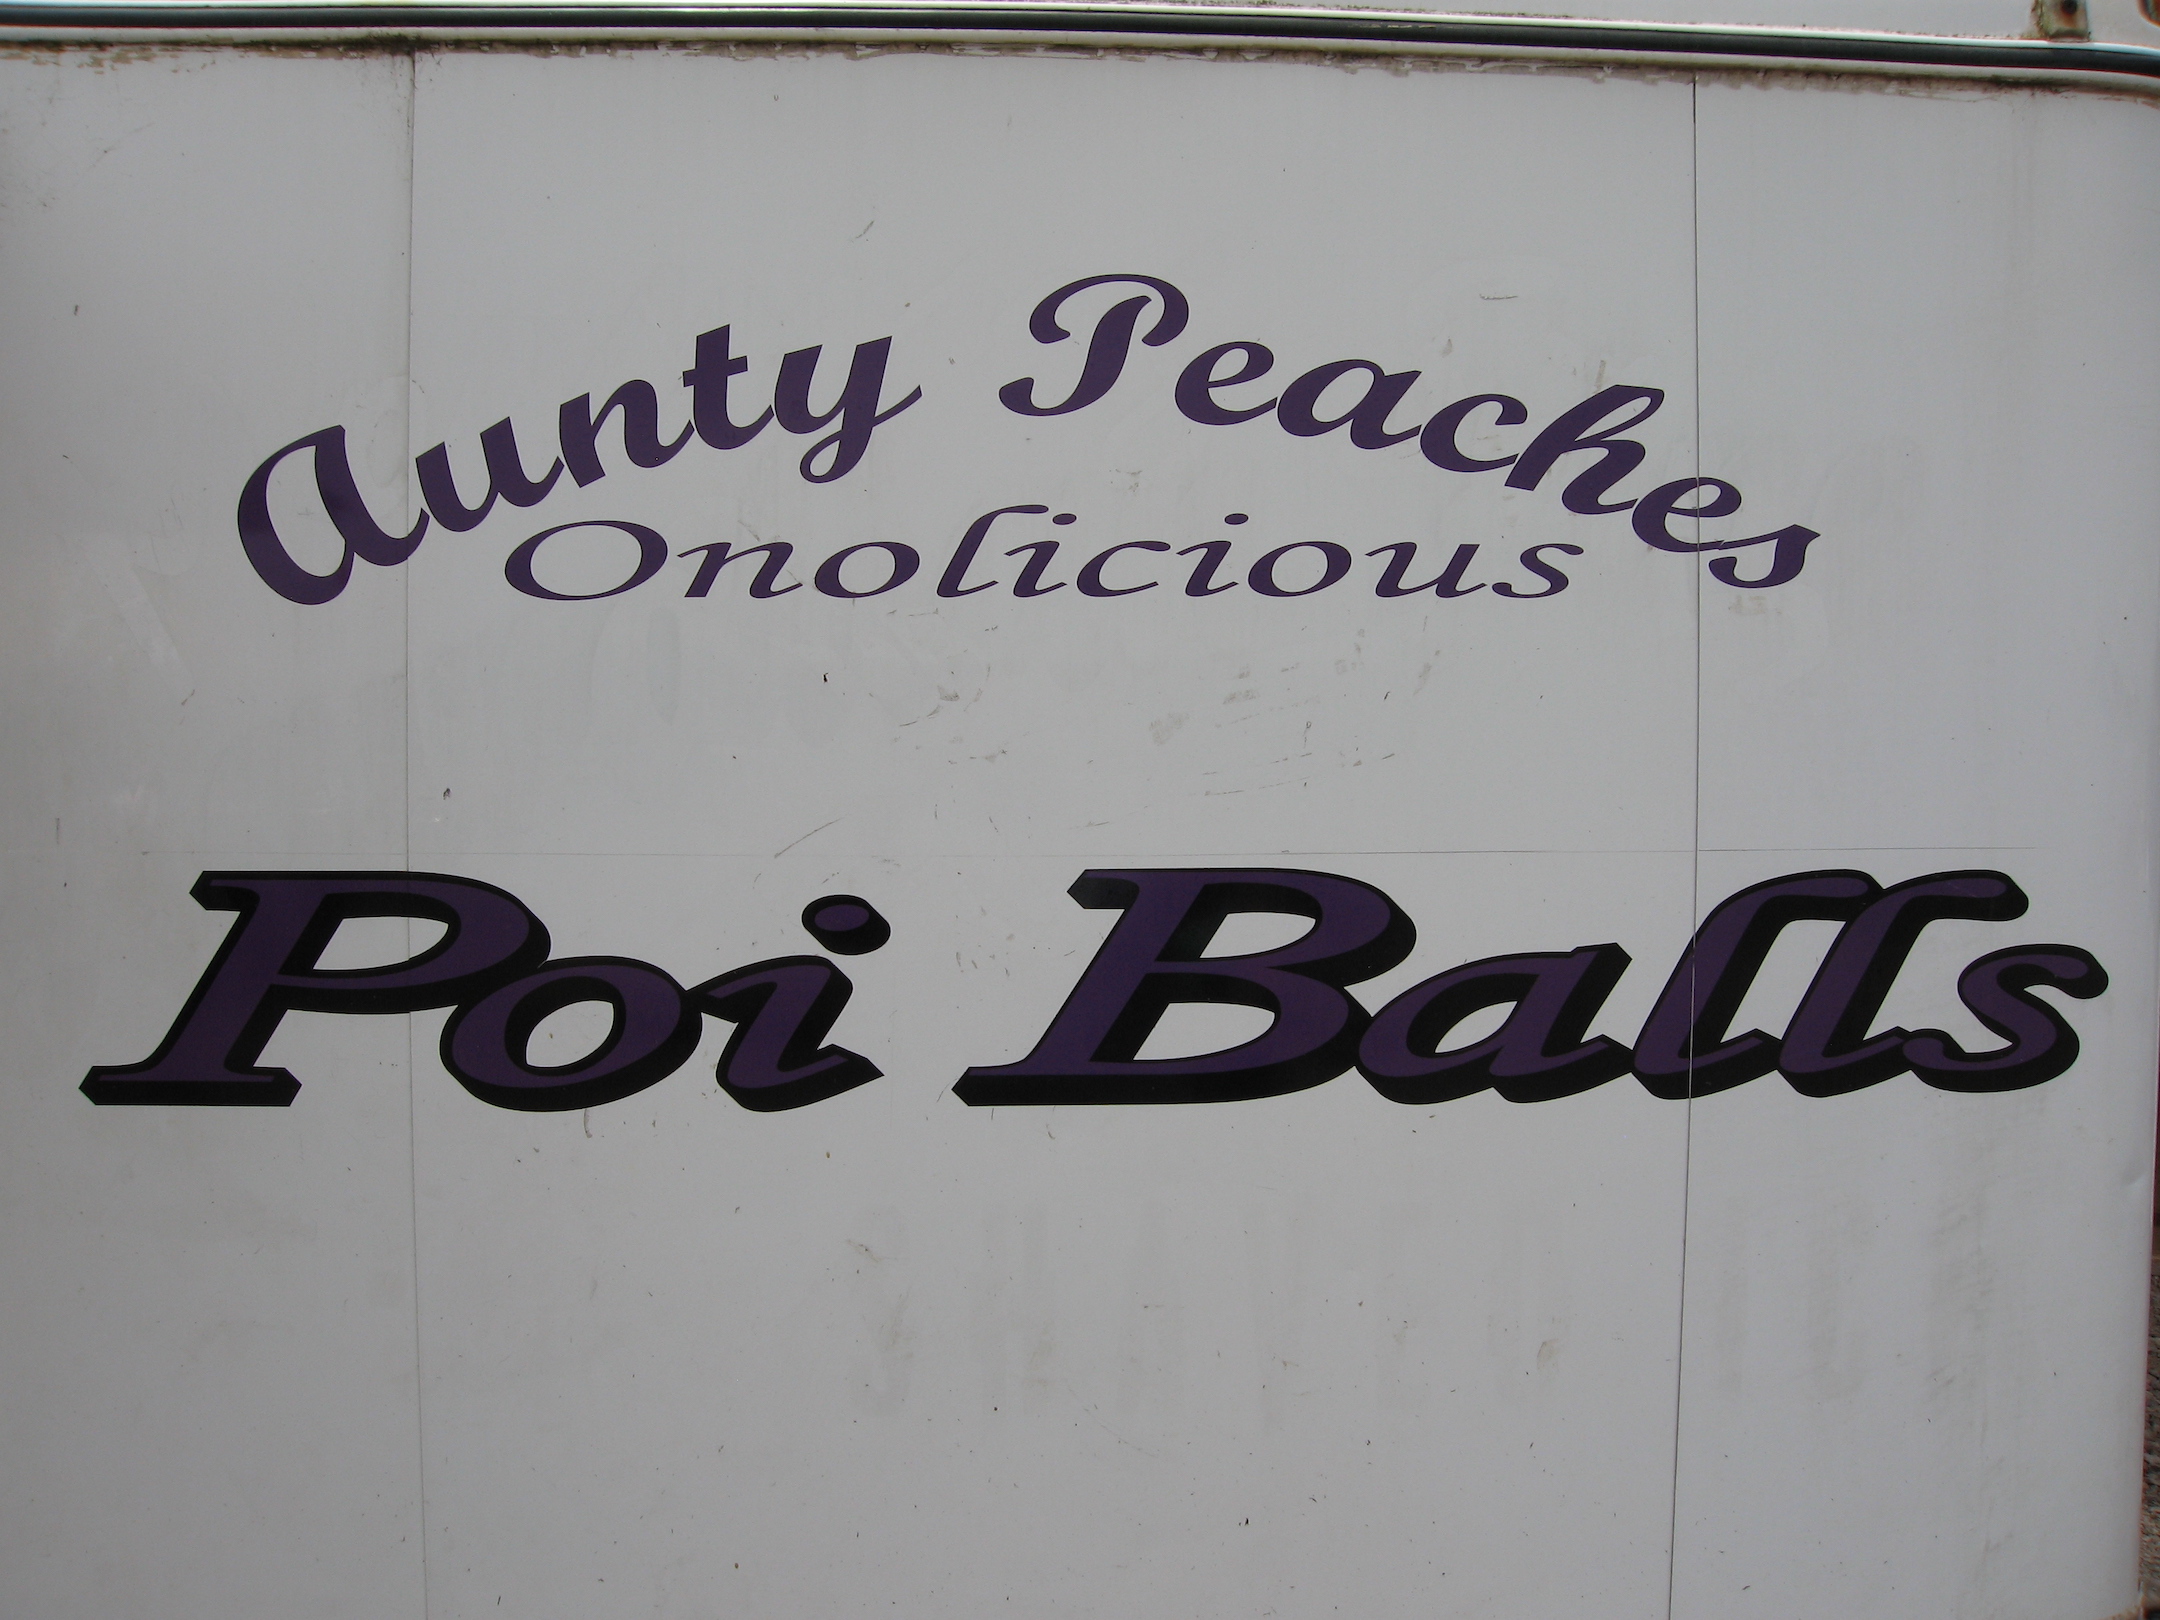 Aunty Peaches
Onolicious
Poi Balls